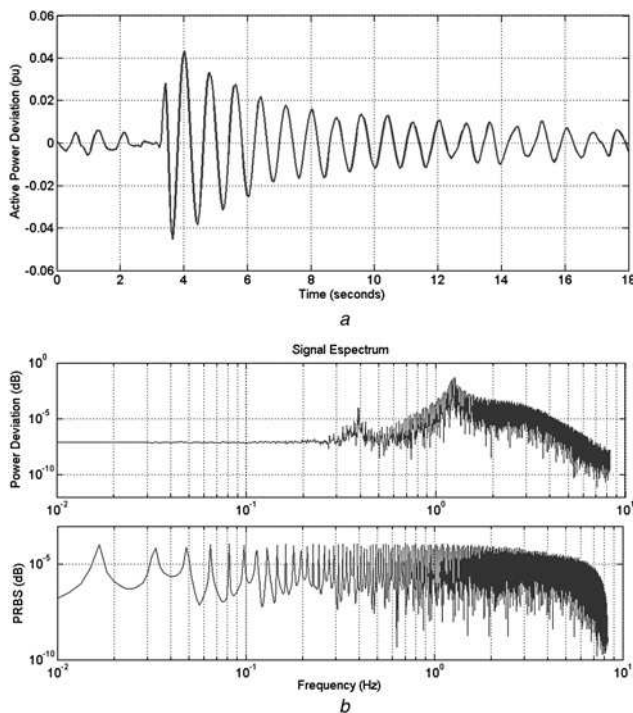 0.06
0.04
0.02
0
-0.02
-0.04
-0.06
Active Power Deviation (pu)
0 2 4 6 8 10 12 14 16 18
Time (seconds)
a
Signal Espectrum
10^0
10^-5
10^-10
Power Deviation (dB)
10^-2 10^-1 10^0 10^1
10^-5
10^-10
PRBS (dB)
10^-2 10^-1 10^0 10^1
Frequency (Hz)
b